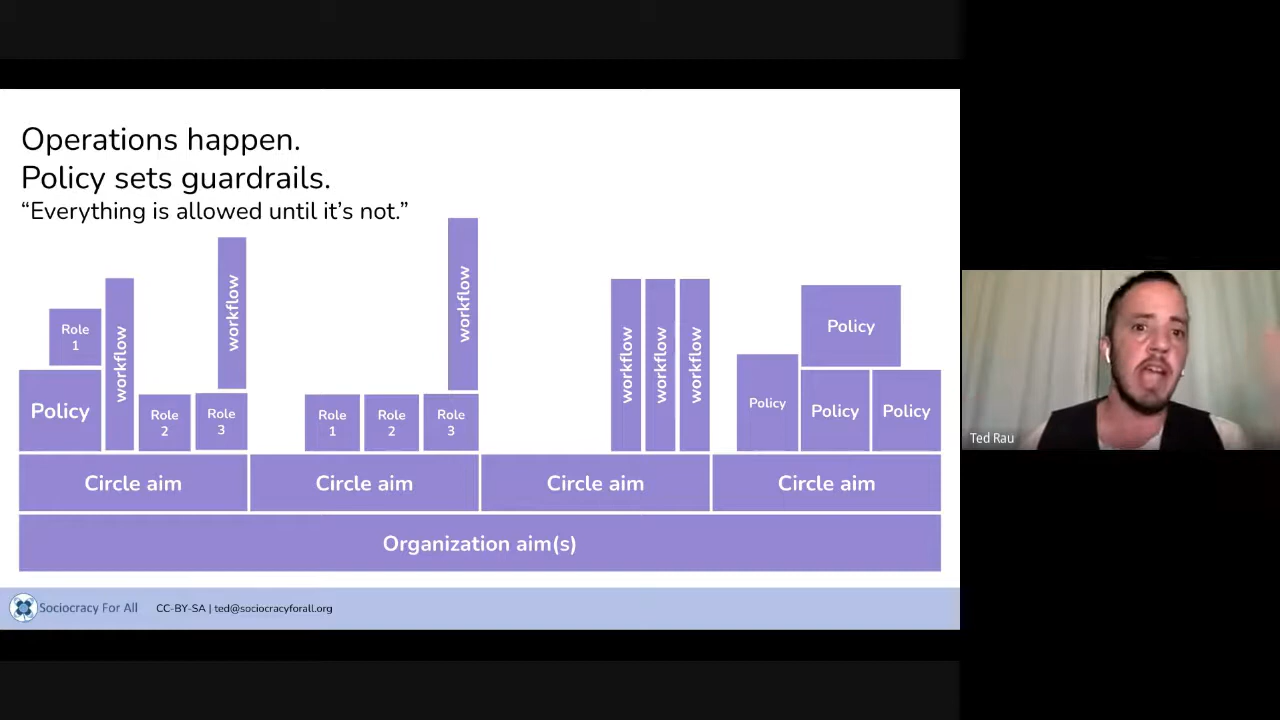 Operations happen.
Policy sets guardrails.
“Everything is allowed until it’s not.”
Role
1
Policy
workflow
Role
2
workflow
Role
3
Role
1
Role
2
workflow
Role
3
workflow
workflow
workflow
Policy
Policy
Policy
Policy
Circle aim
Circle aim
Circle aim
Circle aim
Organization aim(s)
Sociocracy For All
CC-BY-SA | ted@sociocracyforall.org
Ted Rau